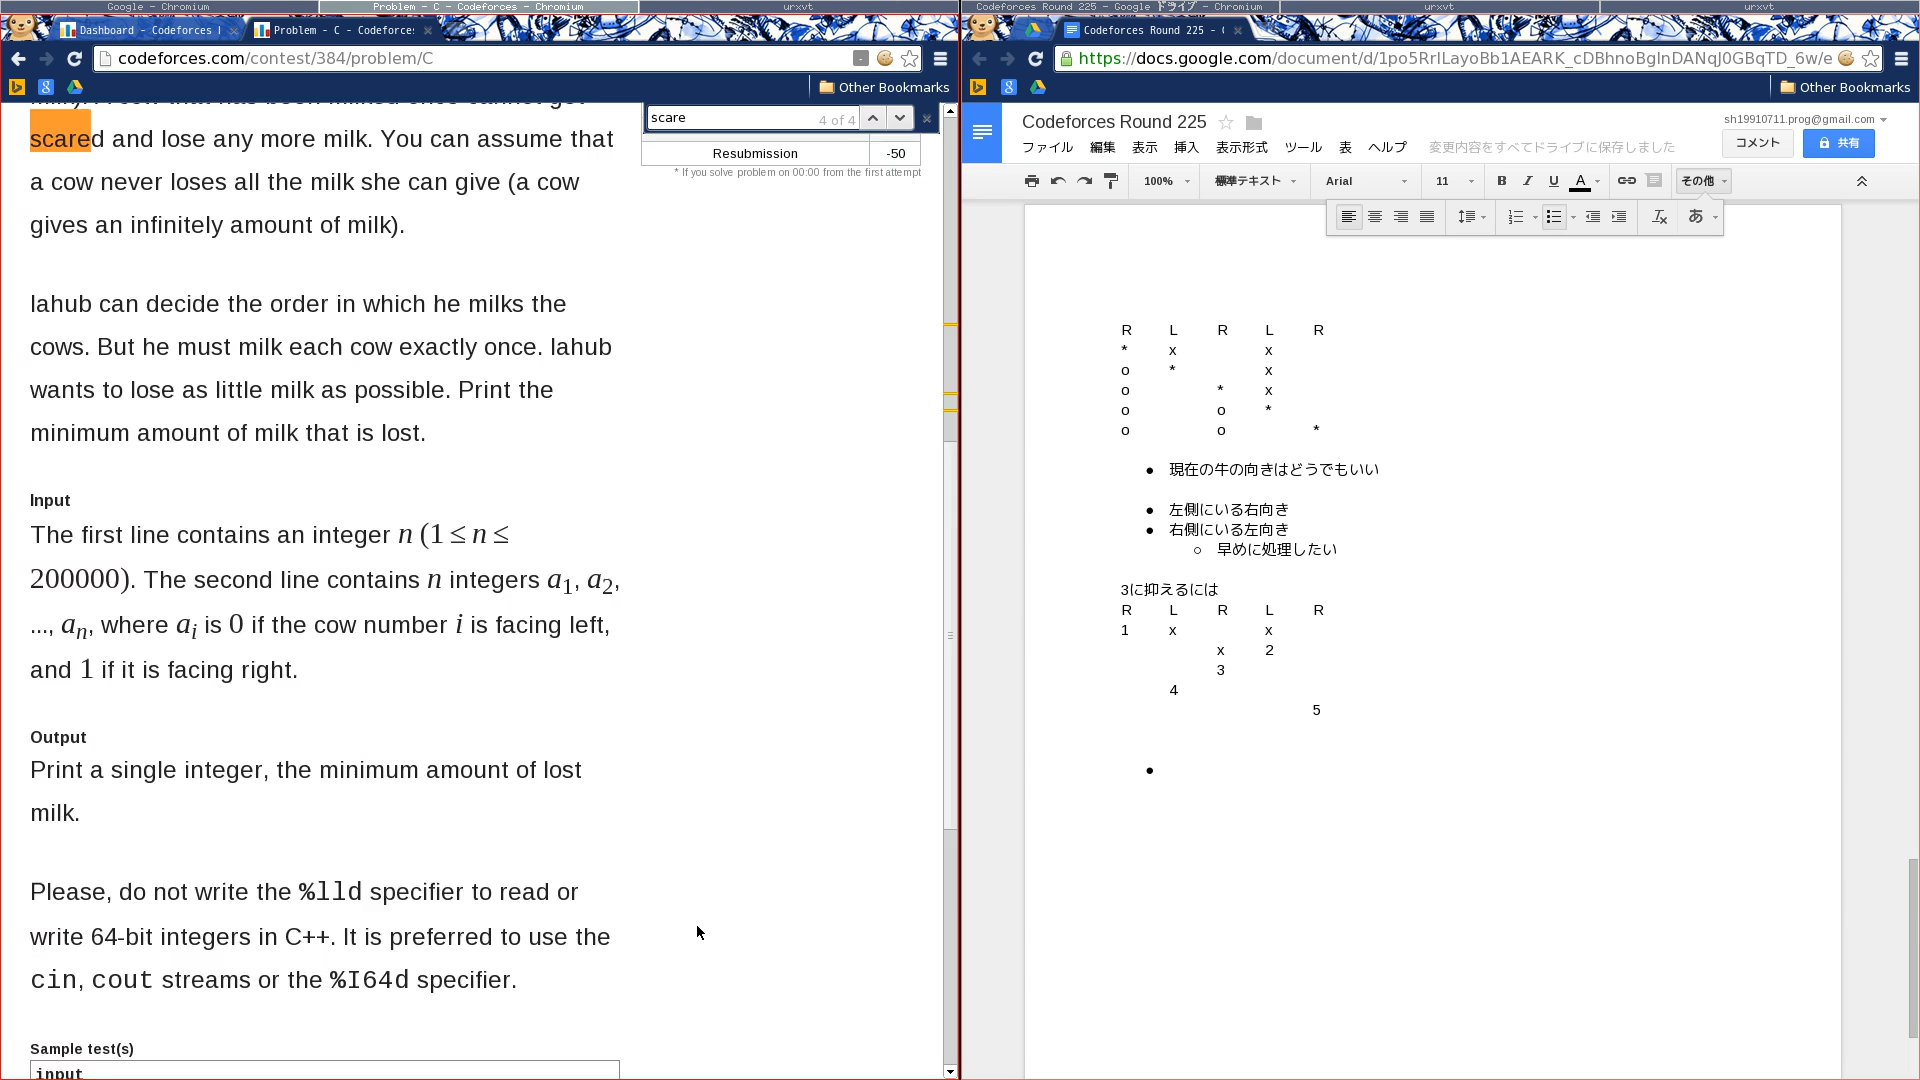 Google - Chromium
Problem - C - Codeforces - Chromium
urxvt
Codeforces Round 225 - Google ドライブ - Chromium
urxvt
urxvt
Dashboard - Codeforces
Problem - C - Codeforces
codeforces.com/contest/384/problem/C
Other Bookmarks
scare
4 of 4
scared and lose any more milk. You can assume that
a cow never loses all the milk she can give (a cow
gives an infinitely amount of milk).
Resubmission -50
* If you solve problem on 00:00 from the first attempt
Iahub can decide the order in which he milks the
cows. But he must milk each cow exactly once. Iahub
wants to lose as little milk as possible. Print the
minimum amount of milk that is lost.
Input
The first line contains an integer n (1 ≤ n ≤
200000). The second line contains n integers a1, a2,
..., an, where ai is 0 if the cow number i is facing left,
and 1 if it is facing right.
Output
Print a single integer, the minimum amount of lost
milk.
Please, do not write the %lld specifier to read or
write 64-bit integers in C++. It is preferred to use the
cin, cout streams or the %I64d specifier.
Sample test(s)
input
Codeforces Round 225 - 
https://docs.google.com/document/d/1po5RrlLayoBb1AEARK_cDBhnoBgInDANqJ0GBqTD_6w/e
Other Bookmarks
Codeforces Round 225
sh19910711.prog@gmail.com
ファイル 編集 表示 挿入 表示形式 ツール 表 ヘルプ 変更内容をすべてドライブに保存しました
コメント
共有
100% 標準テキスト Arial 11 B I U A その他
あ
R L R L R
* x x
o * x
o * x
o o *
o o *
● 現在の牛の向きはどうでもいい
● 左側にいる右向き
● 右側にいる左向き
○ 早めに処理したい
3に抑えるには
R L R L R
1 x x
x 2
3
4
5
●